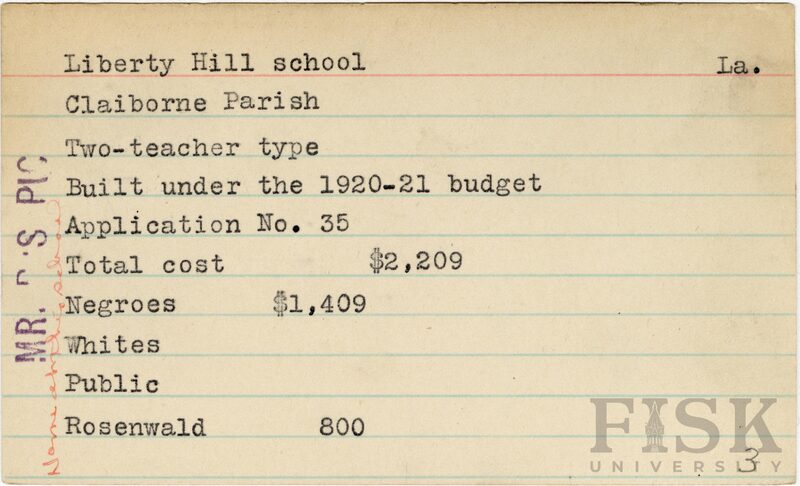 Liberty Hill school La.
Claiborne Parish
Two-teacher type
Built under the 1920-21 budget
Application No. 35
Total cost $2,209
Negroes $1,409
Whites
Public
Rosenwald 800
MR.
FISK
UNIVERSITY
3